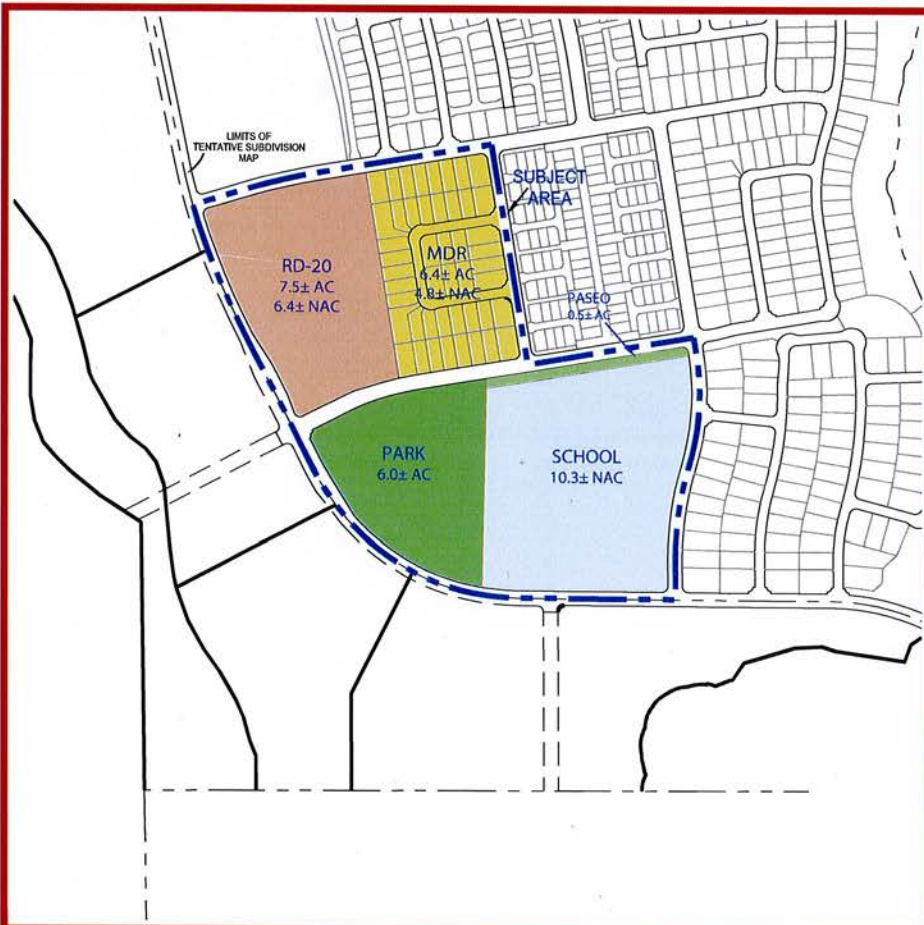 LIMITS OF
TENTATIVE SUBDIVISION
MAP
SUBJECT
AREA
RD-20
7.5± AC
6.4± NAC
MDR
6.4± AC
4.8± NAC
PASEO
0.5± AC
PARK
6.0± AC
SCHOOL
10.3± NAC